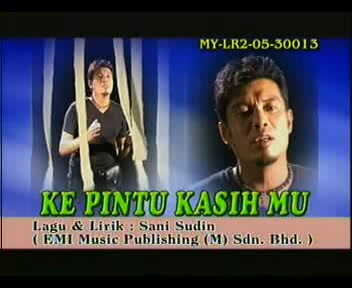 MY-LR2-05-30013
KE PINTU KASIH MU
Lagu & Lirik : Sani Sudin
( EMI Music Publishing (M) Sdn. Bhd. )